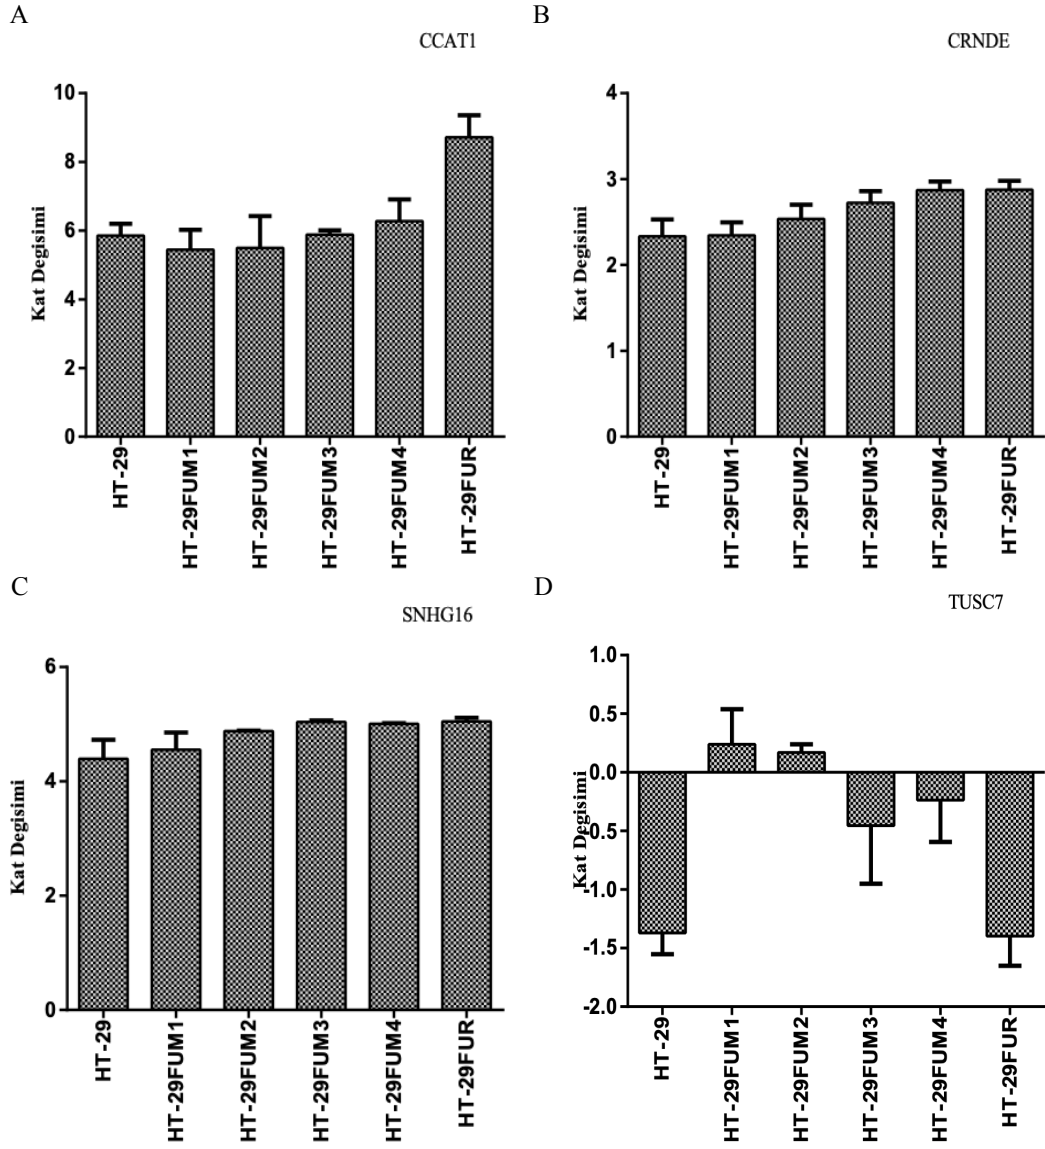 A
CCAT1
Kat Degisimi
10
8
6
4
2
0
HT-29
HT-29FUM1
HT-29FUM2
HT-29FUM3
HT-29FUM4
HT-29FUR
B
CRNDE
Kat Degisimi
4
3
2
1
0
HT-29
HT-29FUM1
HT-29FUM2
HT-29FUM3
HT-29FUM4
HT-29FUR
C
SNHG16
Kat Degisimi
6
4
2
0
HT-29
HT-29FUM1
HT-29FUM2
HT-29FUM3
HT-29FUM4
HT-29FUR
D
TUSC7
Kat Degisimi
1.0
0.5
0.0
-0.5
-1.0
-1.5
-2.0
HT-29
HT-29FUM1
HT-29FUM2
HT-29FUM3
HT-29FUM4
HT-29FUR